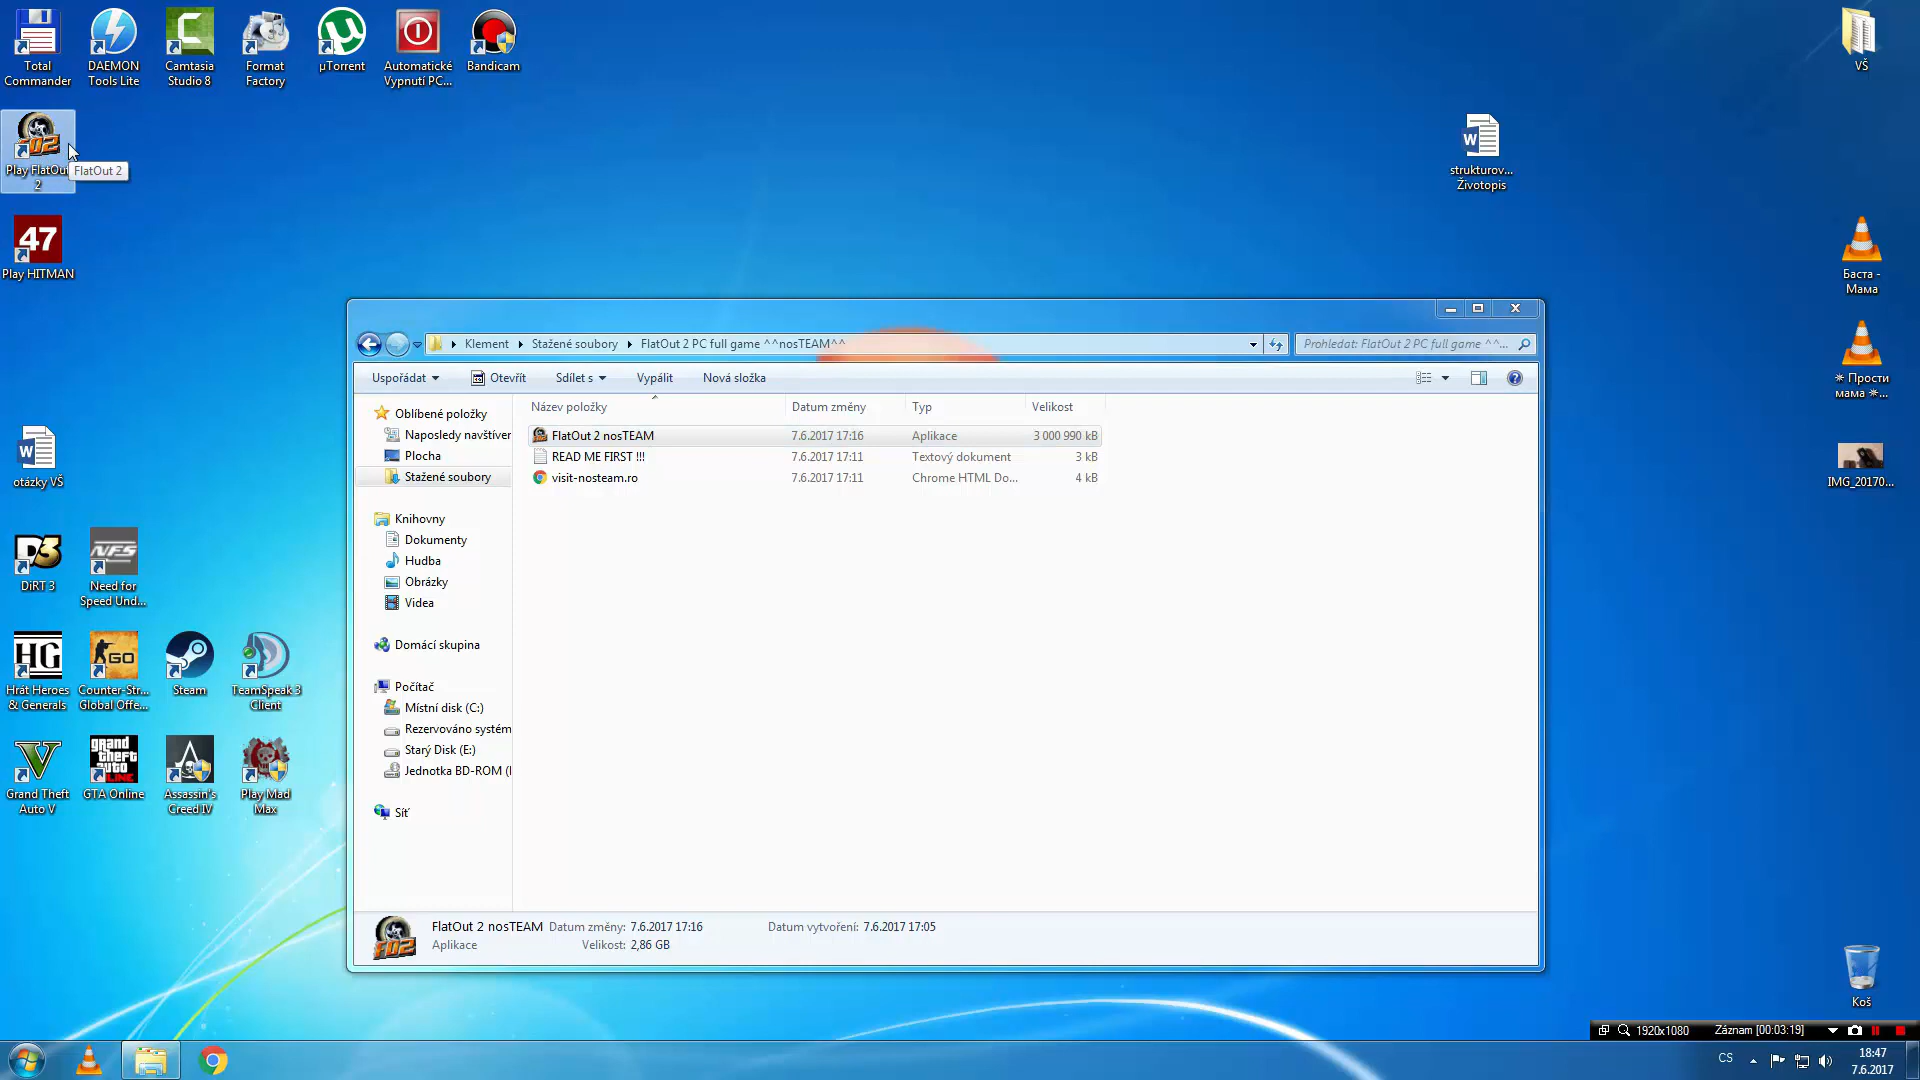 Total
Commander
DAEMON
Tools Lite
Camtasia
Studio 8
Format
Factory
µTorrent
Automatické
Vypnutí PC...
Bandicam
VŠ
Play FlatOut
2
FlatOut 2
strukturov...
Životopis
47
Play HITMAN
Баста -
Мама
✴ Прости
мама ✴...
IMG_20170...
otázky VŠ
DiRT 3
NFS
Need for
Speed Und...
HG
Hrát Heroes
& Generals
GO
Counter-Str...
Global Offe...
Steam
TeamSpeak 3
Client
Grand Theft
Auto V
grand
theft
auto
GTA Online
Assassin's
Creed IV
Play Mad
Max
Klement
Stažené soubory
FlatOut 2 PC full game ^^nosTEAM^^
Prohledat: FlatOut 2 PC full game ^^...
Uspořádat
Otevřít
Sdílet s
Vypálit
Nová složka
Oblíbené položky
Naposledy navštíven
Plocha
Stažené soubory
Knihovny
Dokumenty
Hudba
Obrázky
Videa
Domácí skupina
Počítač
Místní disk (C:)
Rezervováno systém
Starý Disk (E:)
Jednotka BD-ROM (
Síť
Název položky Datum změny Typ Velikost
FlatOut 2 nosTEAM 7.6.2017 17:16 Aplikace 3 000 990 kB
READ ME FIRST !!! 7.6.2017 17:11 Textový dokument 3 kB
visit-nosteam.ro 7.6.2017 17:11 Chrome HTML Do... 4 kB
FlatOut 2 nosTEAM Datum změny: 7.6.2017 17:16 Datum vytvoření: 7.6.2017 17:05
Aplikace Velikost: 2,86 GB
Koš
1920x1080 Záznam [00:03:19]
CS
18:47
7.6.2017